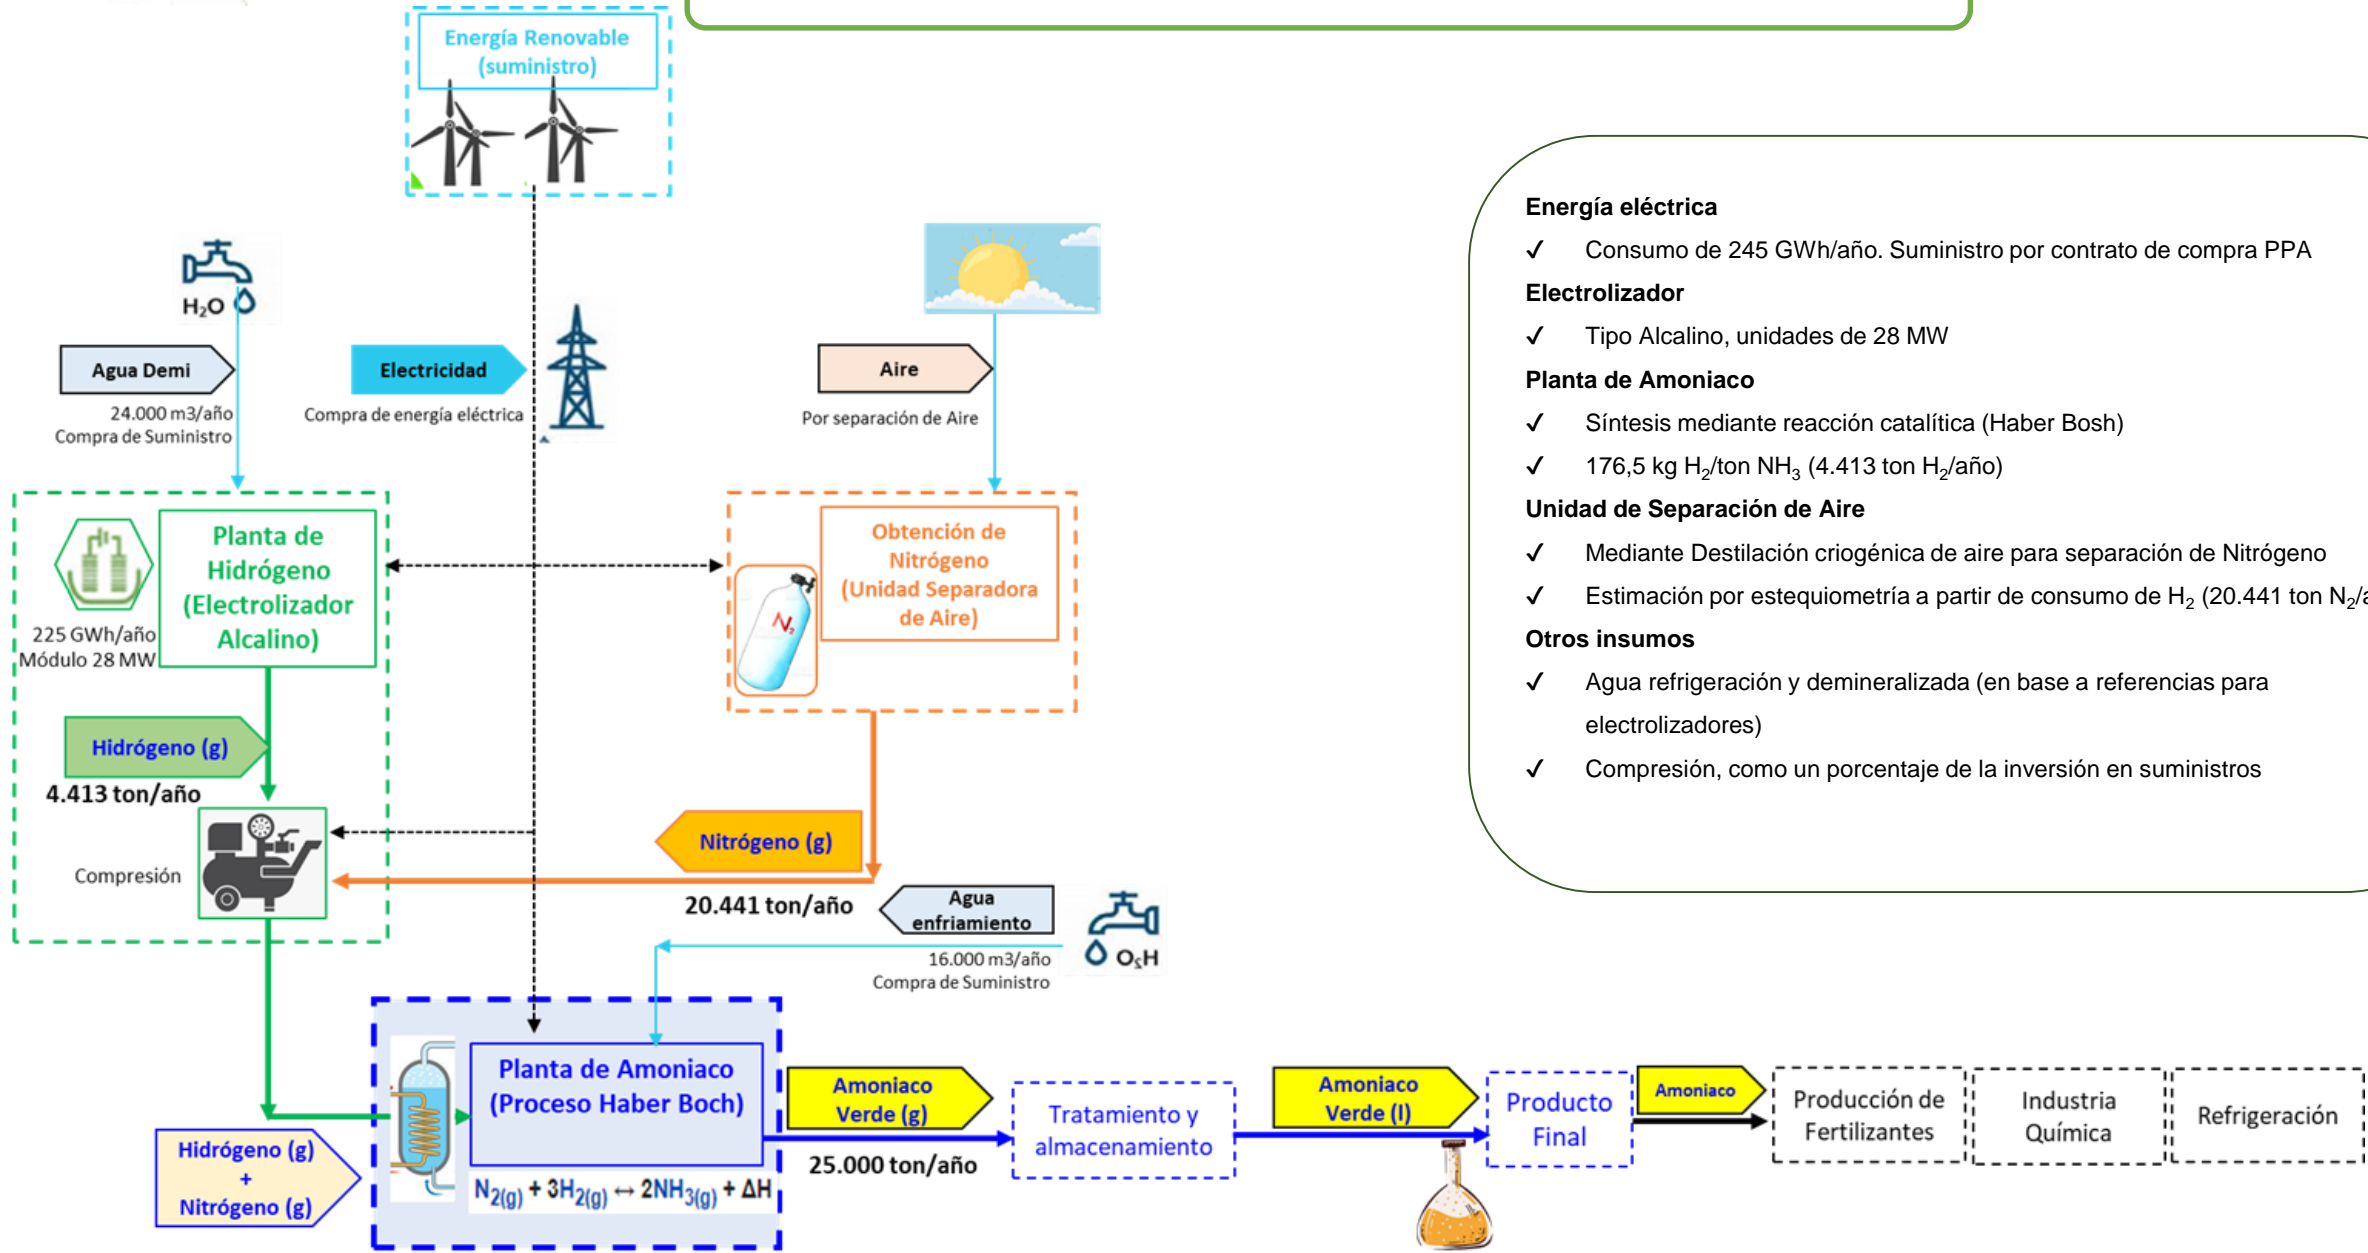 Energía Renovable
(suministro)
H₂O
Agua Demi
24.000 m3/año
Compra de Suministro
Electricidad
Compra de energía eléctrica
Aire
Por separación de Aire
Planta de
Hidrógeno
(Electrolizador
Alcalino)
225 GWh/año
Módulo 28 MW
Obtención de
Nitrógeno
(Unidad Separadora
de Aire)
N₂
Hidrógeno (g)
4.413 ton/año
Compresión
Nitrógeno (g)
20.441 ton/año
Agua
enfriamiento
16.000 m3/año
Compra de Suministro
H₂O
Planta de Amoniaco
(Proceso Haber Boch)
N₂(g) + 3H₂(g) ↔ 2NH₃(g) + ΔH
Hidrógeno (g)
+
Nitrógeno (g)
Amoniaco
Verde (g)
25.000 ton/año
Tratamiento y
almacenamiento
Amoniaco
Verde (l)
Producto
Final
Amoniaco
Producción de
Fertilizantes
Industria
Química
Refrigeración
Energía eléctrica
✓ Consumo de 245 GWh/año. Suministro por contrato de compra PPA
Electrolizador
✓ Tipo Alcalino, unidades de 28 MW
Planta de Amoniaco
✓ Síntesis mediante reacción catalítica (Haber Bosh)
✓ 176,5 kg H₂/ton NH₃ (4.413 ton H₂/año)
Unidad de Separación de Aire
✓ Mediante Destilación criogénica de aire para separación de Nitrógeno
✓ Estimación por estequiometría a partir de consumo de H₂ (20.441 ton N₂/a
Otros insumos
✓ Agua refrigeración y demineralizada (en base a referencias para
electrolizadores)
✓ Compresión, como un porcentaje de la inversión en suministros